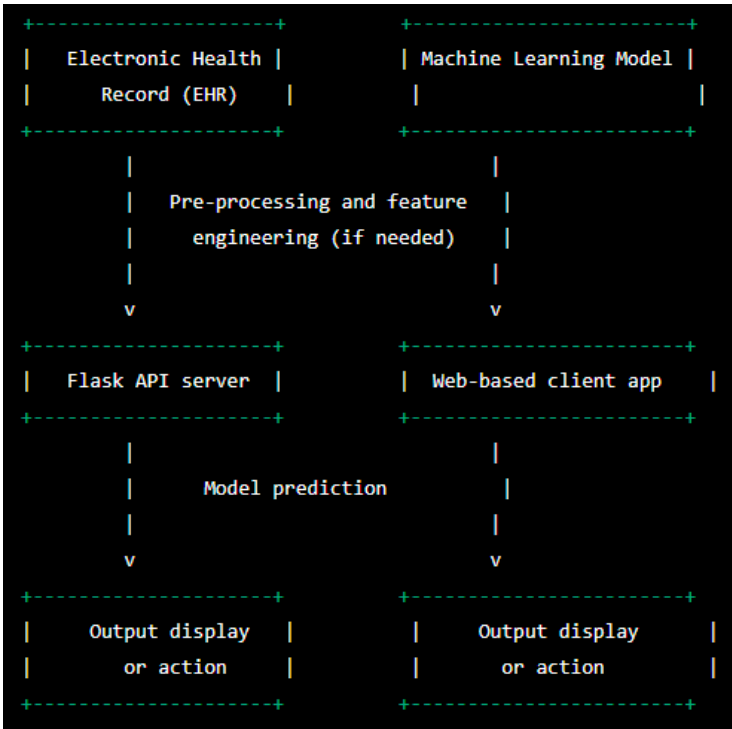 +---------------------+          +------------------------+
|   Electronic Health |          | Machine Learning Model |
|      Record (EHR)    |          |                        |
+---------------------+          +------------------------+
         |                               |
         |   Pre-processing and feature   |
         |     engineering (if needed)    |
         |                               |
         v                               v
+---------------------+          +------------------------+
|   Flask API server  |          |  Web-based client app    |
+---------------------+          +------------------------+
         |                               |
         |      Model prediction          |
         |                               |
         v                               v
+---------------------+          +------------------------+
|     Output display   |          |     Output display      |
|        or action     |          |       or action         |
+---------------------+          +------------------------+